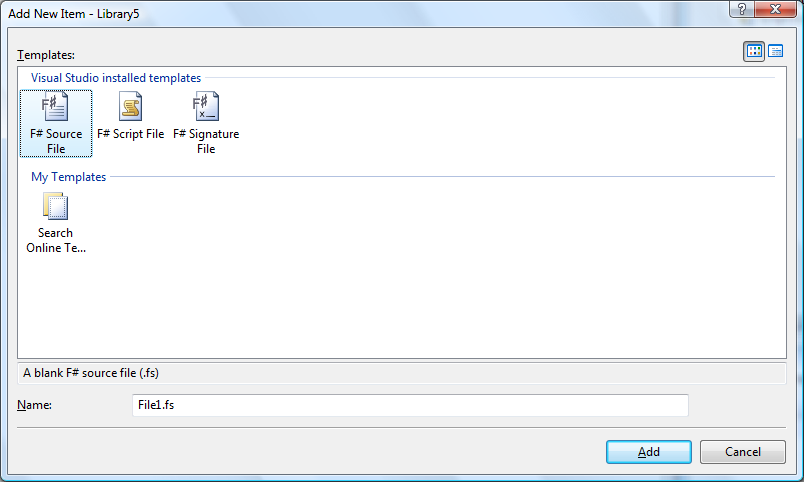 Add New Item - Library5
Templates:
Visual Studio installed templates
F# Source File
F# Script File
F# Signature File
My Templates
Search Online Te...
A blank F# source file (.fs)
Name:
File1.fs
Add
Cancel